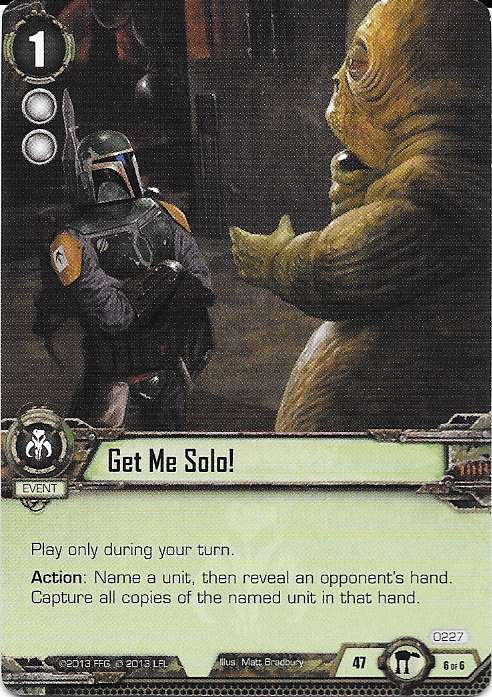 1
Get Me Solo!
EVENT
Play only during your turn.
Action: Name a unit, then reveal an opponent's hand.
Capture all copies of the named unit in that hand.
0227
©2013 FFG © 2013 LFL
Illus. Matt Bradbury
47
6 OF 6